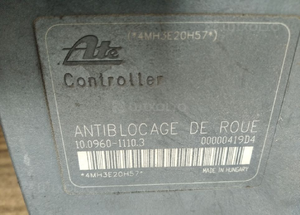 (*4MH3E20H57*)
Ate
Controller
ANTIBLOCAGE DE ROUE
10.0960-1110.3 00000419D4
*4MH3E20H57*
MADE IN HUNGARY